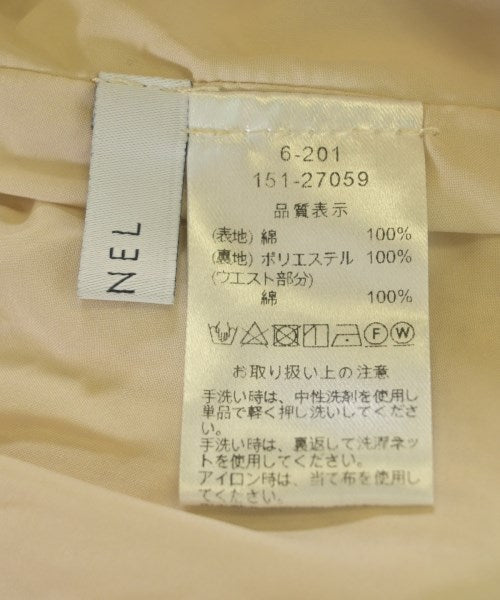 NEL
6-201
151-27059
品質表示
(表地) 綿 100%
(裏地) ポリエステル 100%
(ウエスト部分)
綿 100%
F W
お取り扱い上の注意
手洗い時は、中性洗剤を使用し
単品で軽く押し洗いしてくださ
い。
手洗い時は、裏返して洗濯ネッ
トを使用してください。
アイロン時は、当て布を使用し
てください。